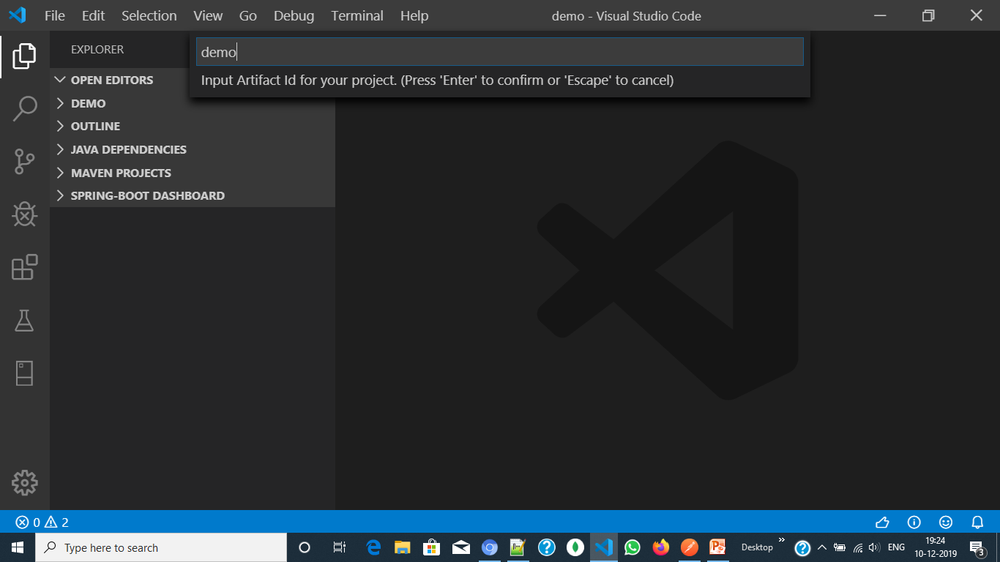 File Edit Selection View Go Debug Terminal Help demo - Visual Studio Code
demo
Input Artifact Id for your project. (Press 'Enter' to confirm or 'Escape' to cancel)
EXPLORER
OPEN EDITORS
DEMO
OUTLINE
JAVA DEPENDENCIES
MAVEN PROJECTS
SPRING-BOOT DASHBOARD
0 2
Type here to search
Desktop
ENG
19:24
10-12-2019
3